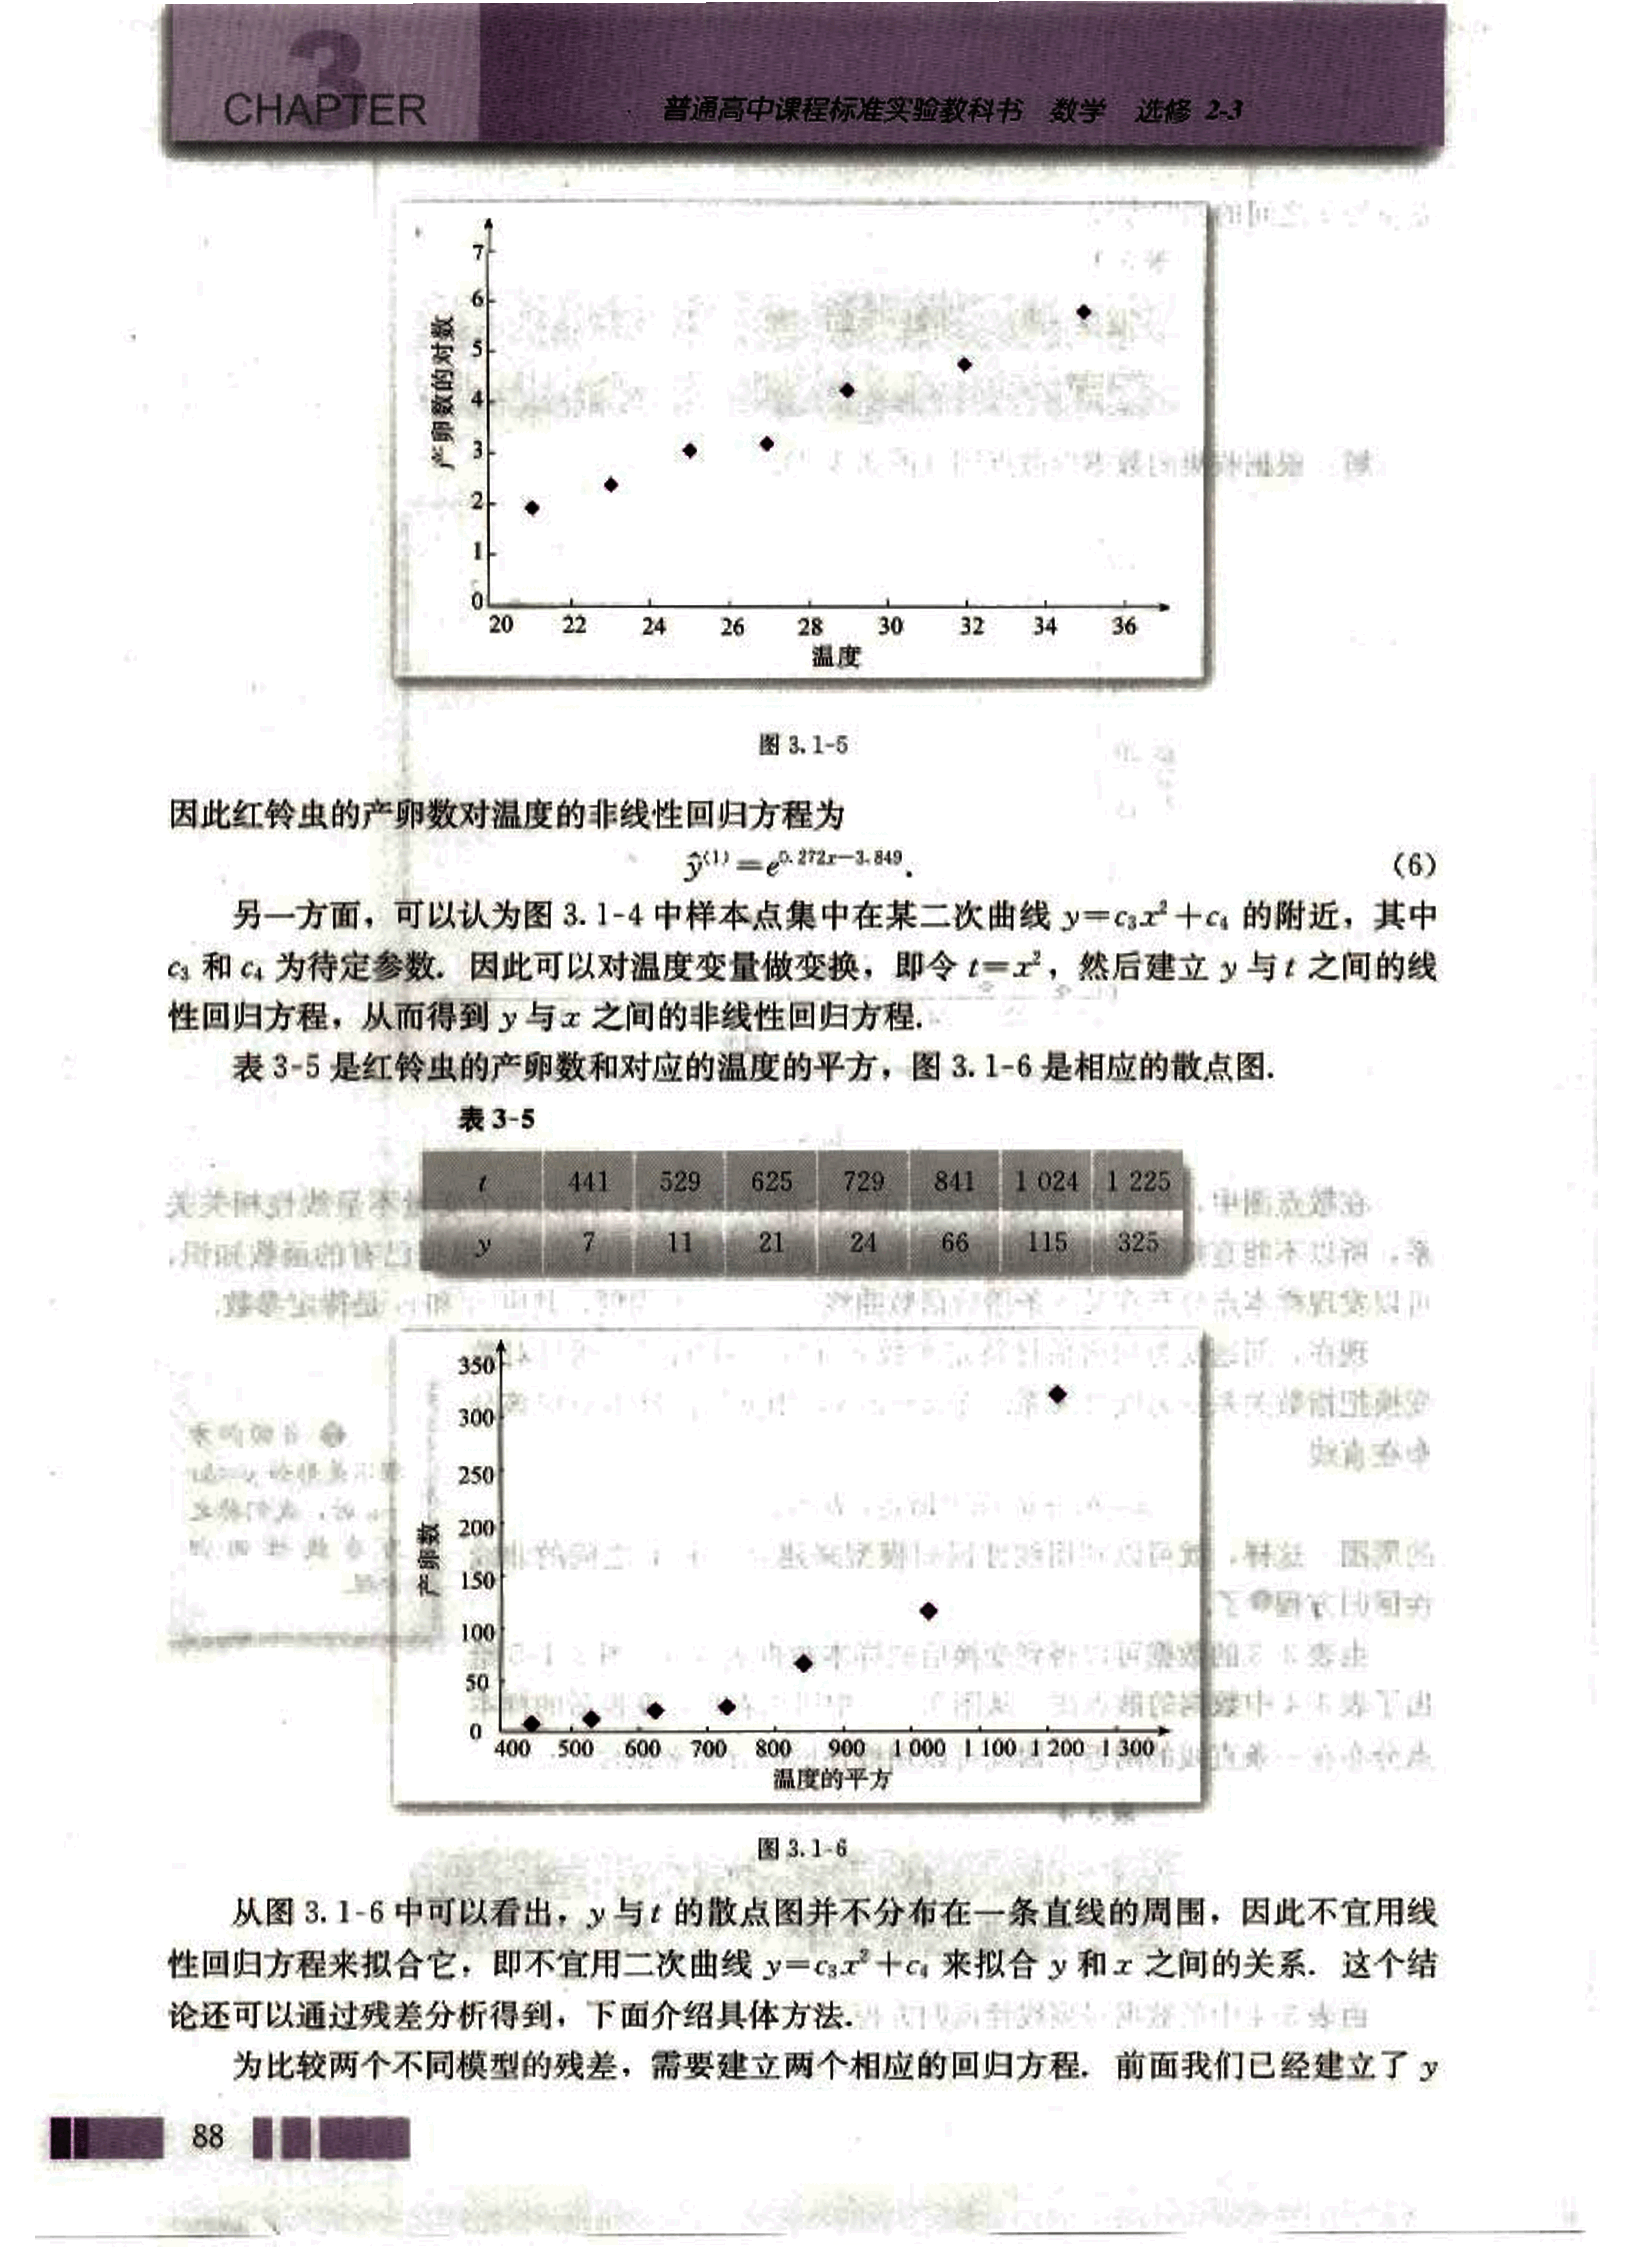 3
CHAPTER
普通高中课程标准实验教科书 数学 选修 2-3
产卵数的对数
7
6
5
4
3
2
1
0
20 22 24 26 28 30 32 34 36
温度
图 3.1-5
因此红铃虫的产卵数对温度的非线性回归方程为
ŷ⁽¹⁾=e^{0.272x-3.849}. (6)
另一方面，可以认为图 3.1-4 中样本点集中在某二次曲线 y=c₃x²+c₄ 的附近，其中
c₃ 和 c₄ 为待定参数. 因此可以对温度变量做变换，即令 t=x²，然后建立 y 与 t 之间的线
性回归方程，从而得到 y 与 x 之间的非线性回归方程.
表 3-5 是红铃虫的产卵数和对应的温度的平方，图 3.1-6 是相应的散点图.
表 3-5
t 441 529 625 729 841 1 024 1 225
y 7 11 21 24 66 115 325
产卵数
350
300
250
200
150
100
50
0
400 500 600 700 800 900 1 000 1 100 1 200 1 300
温度的平方
图 3.1-6
从图 3.1-6 中可以看出，y 与 t 的散点图并不分布在一条直线的周围，因此不宜用线
性回归方程来拟合它，即不宜用二次曲线 y=c₃x²+c₄ 来拟合 y 和 x 之间的关系. 这个结
论还可以通过残差分析得到，下面介绍具体方法.
为比较两个不同模型的残差，需要建立两个相应的回归方程. 前面我们已经建立了 y
88